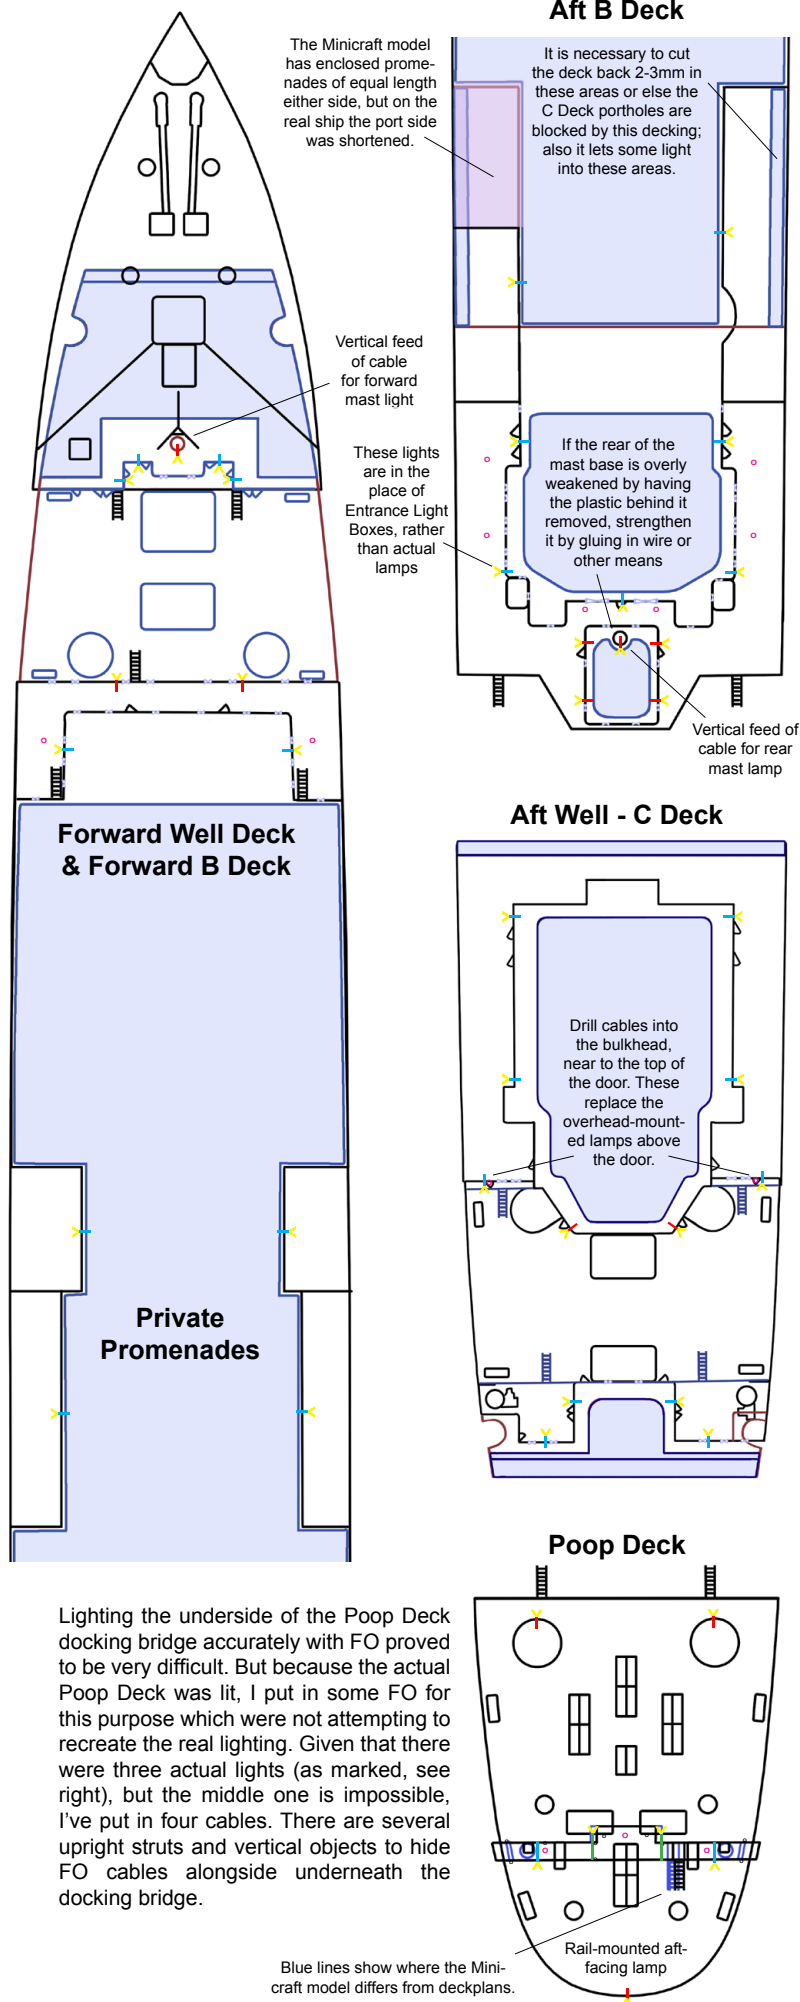 Aft B Deck
The Minicraft model
has enclosed prome-
nades of equal length
either side, but on the
real ship the port side
was shortened.
It is necessary to cut
the deck back 2-3mm in
these areas or else the
C Deck portholes are
blocked by this decking;
also it lets some light
into these areas.
Vertical feed
of cable
for forward
mast light
These lights
are in the
place of
Entrance Light
Boxes, rather
than actual
lamps
If the rear of the
mast base is overly
weakened by having
the plastic behind it
removed, strengthen
it by gluing in wire or
other means
Vertical feed of
cable for rear
mast lamp
Forward Well Deck
& Forward B Deck
Aft Well - C Deck
Drill cables into
the bulkhead,
near to the top of
the door. These
replace the
overhead-mount-
ed lamps above
the door.
Private
Promenades
Poop Deck
Lighting the underside of the Poop Deck
docking bridge accurately with FO proved
to be very difficult. But because the actual
Poop Deck was lit, I put in some FO for
this purpose which were not attempting to
recreate the real lighting. Given that there
were three actual lights (as marked, see
right), but the middle one is impossible,
I've put in four cables. There are several
upright struts and vertical objects to hide
FO cables alongside underneath the
docking bridge.
Blue lines show where the Mini-
craft model differs from deckplans.
Rail-mounted aft-
facing lamp